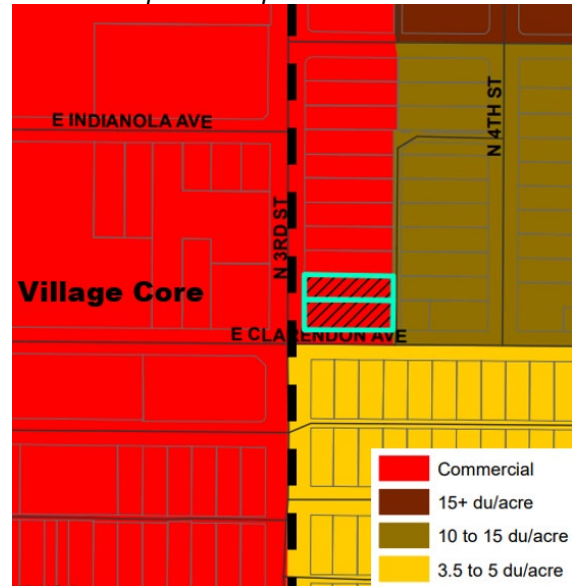 E INDIANOLA AVE
N 4TH ST
N 3RD ST
Village Core
E CLARENDON AVE
Commercial
15+ du/acre
10 to 15 du/acre
3.5 to 5 du/acre